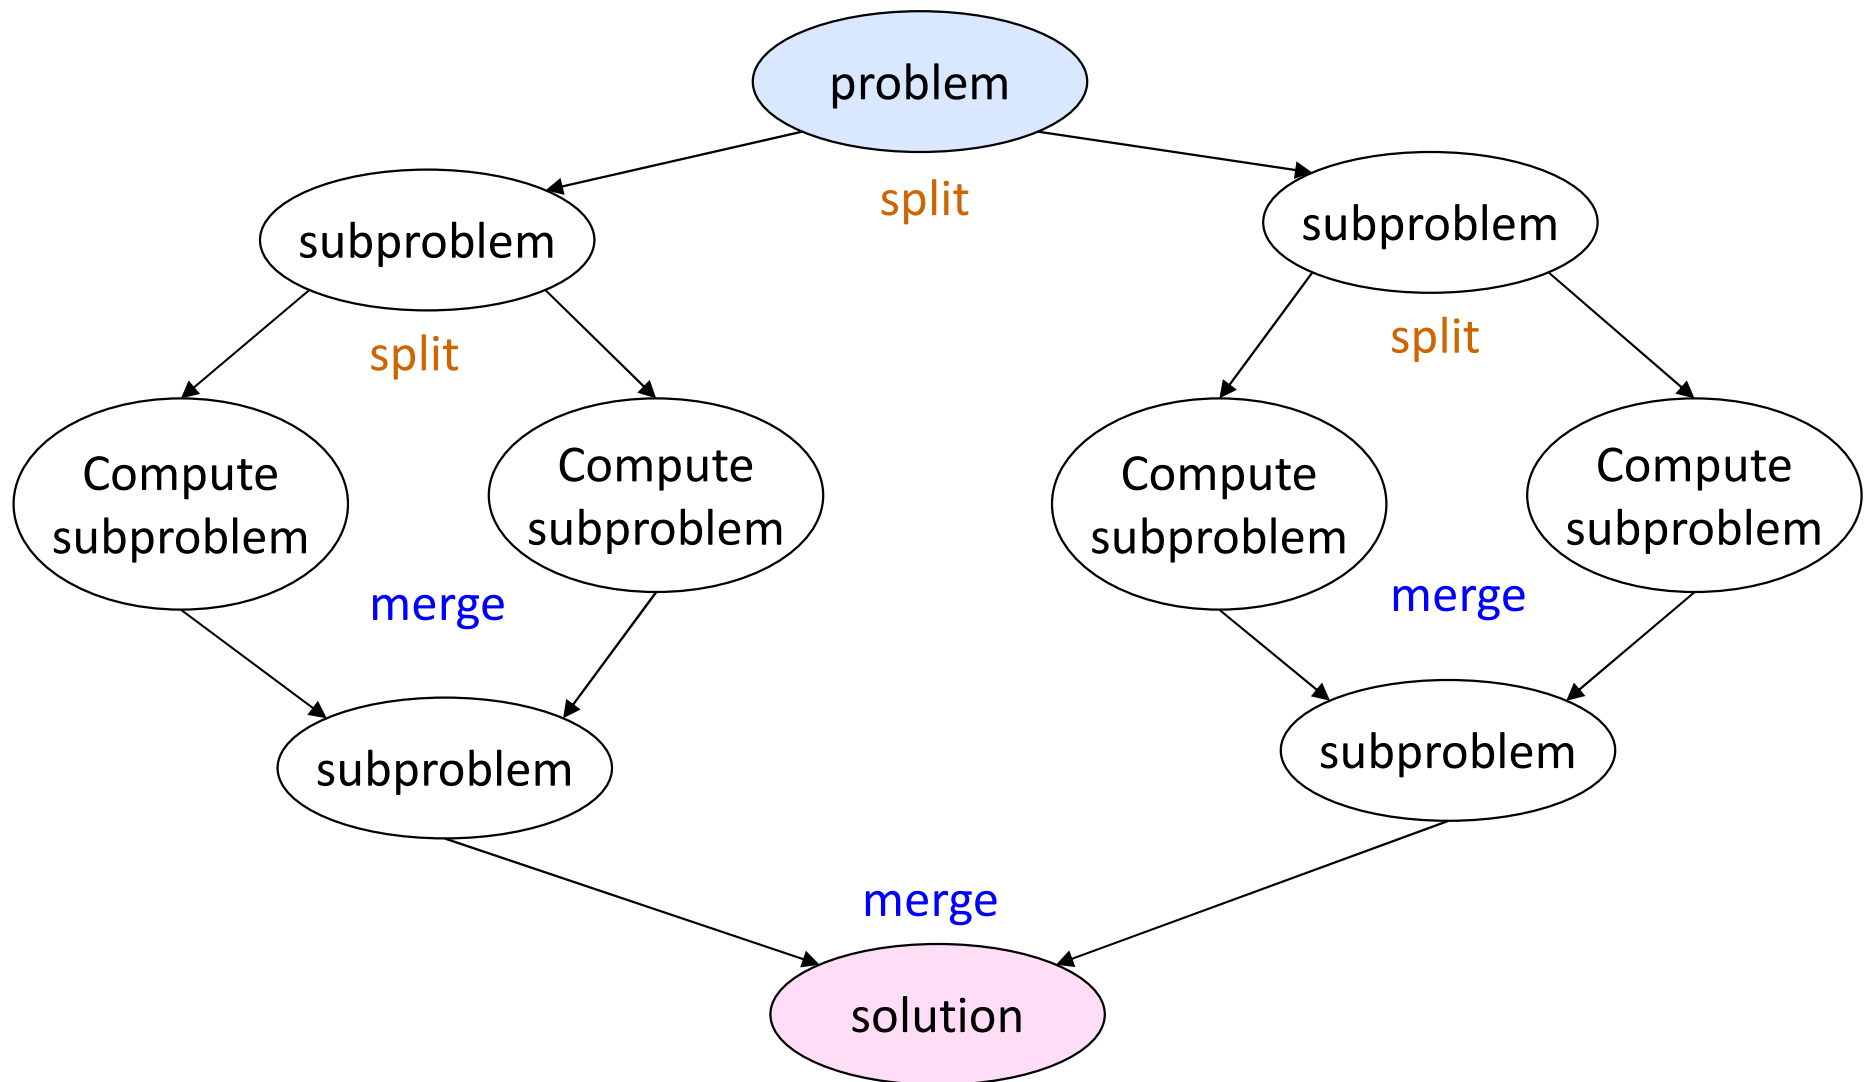 problem
split
subproblem
subproblem
split
split
Compute
subproblem
Compute
subproblem
Compute
subproblem
Compute
subproblem
merge
merge
subproblem
subproblem
merge
solution